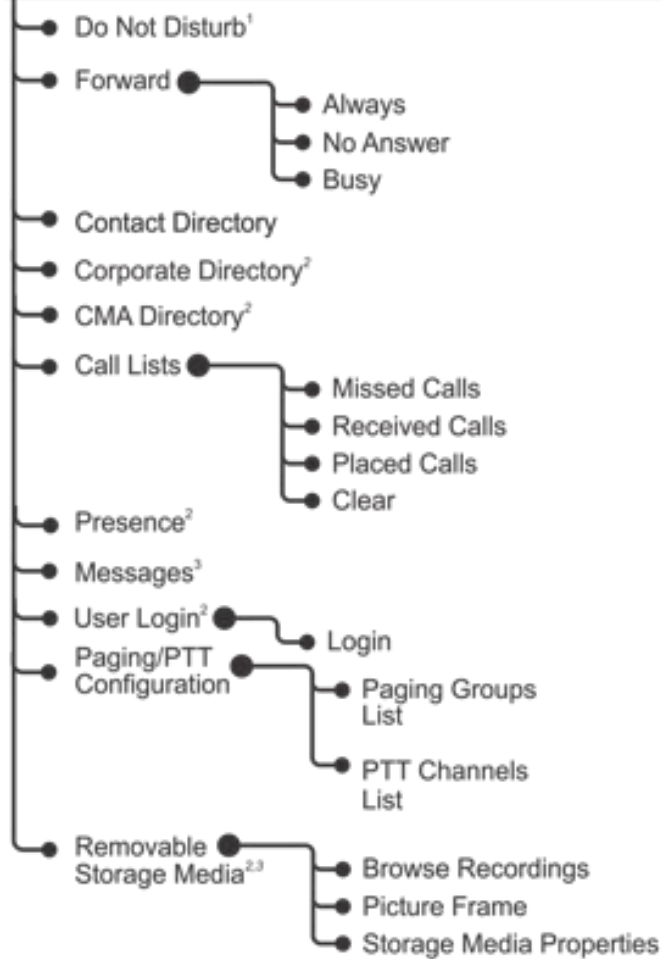 Do Not Disturb¹
Forward
Always
No Answer
Busy
Contact Directory
Corporate Directory²
CMA Directory²
Call Lists
Missed Calls
Received Calls
Placed Calls
Clear
Presence²
Messages³
User Login²
Login
Paging/PTT
Configuration
Paging Groups
List
PTT Channels
List
Removable
Storage Media²,³
Browse Recordings
Picture Frame
Storage Media Properties